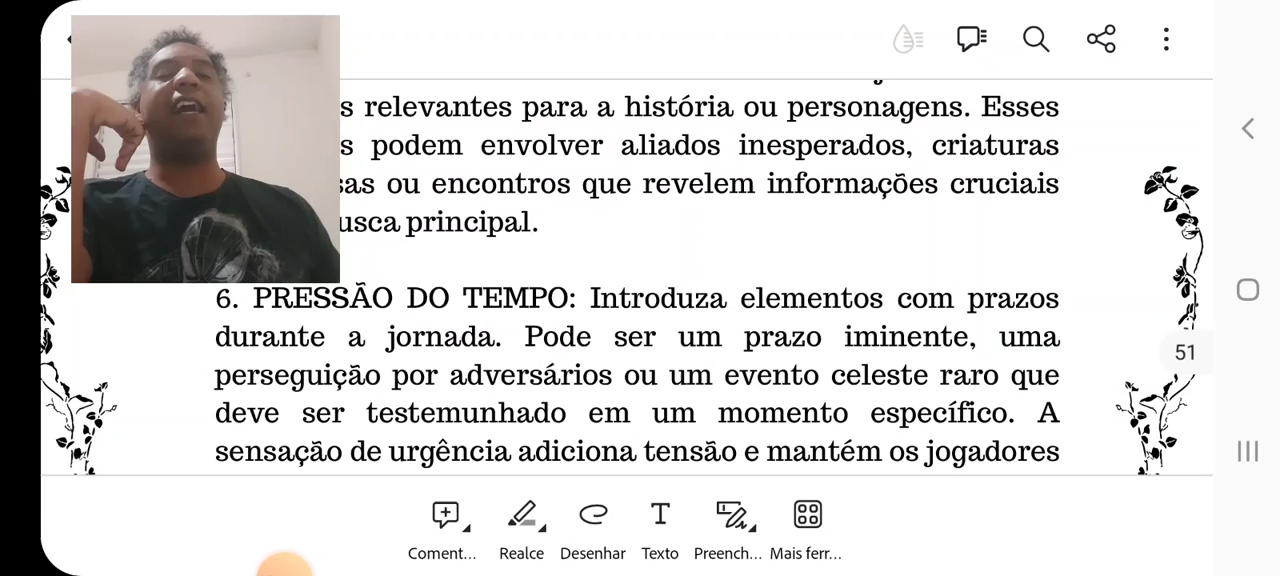 relevantes para a história ou personagens. Esses
podem envolver aliados inesperados, criaturas
ou encontros que revelem informações cruciais
principal.
6. PRESSÃO DO TEMPO: Introduza elementos com prazos
durante a jornada. Pode ser um prazo iminente, uma
perseguição por adversários ou um evento celeste raro que
deve ser testemunhado em um momento específico. A
sensação de urgência adiciona tensão e mantém os jogadores
51
Coment...
Realce
Desenhar
Texto
Preench...
Mais ferr...